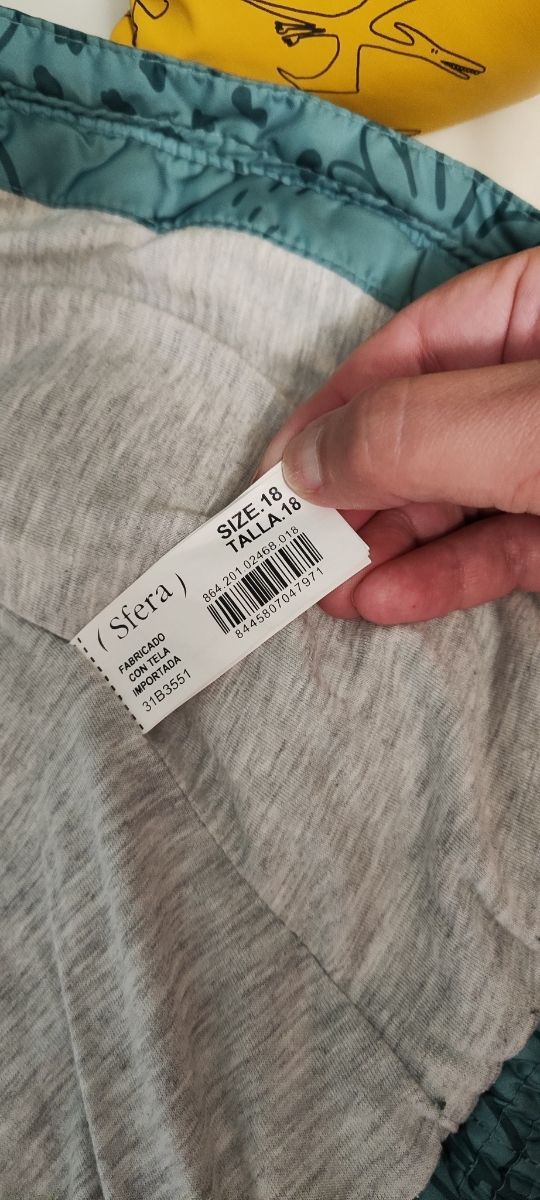 SIZE.18
TALLA.18
864.201.02468.018
8445807047971
( Sfera )
FABRICADO
CON TELA
IMPORTADA
31B3551